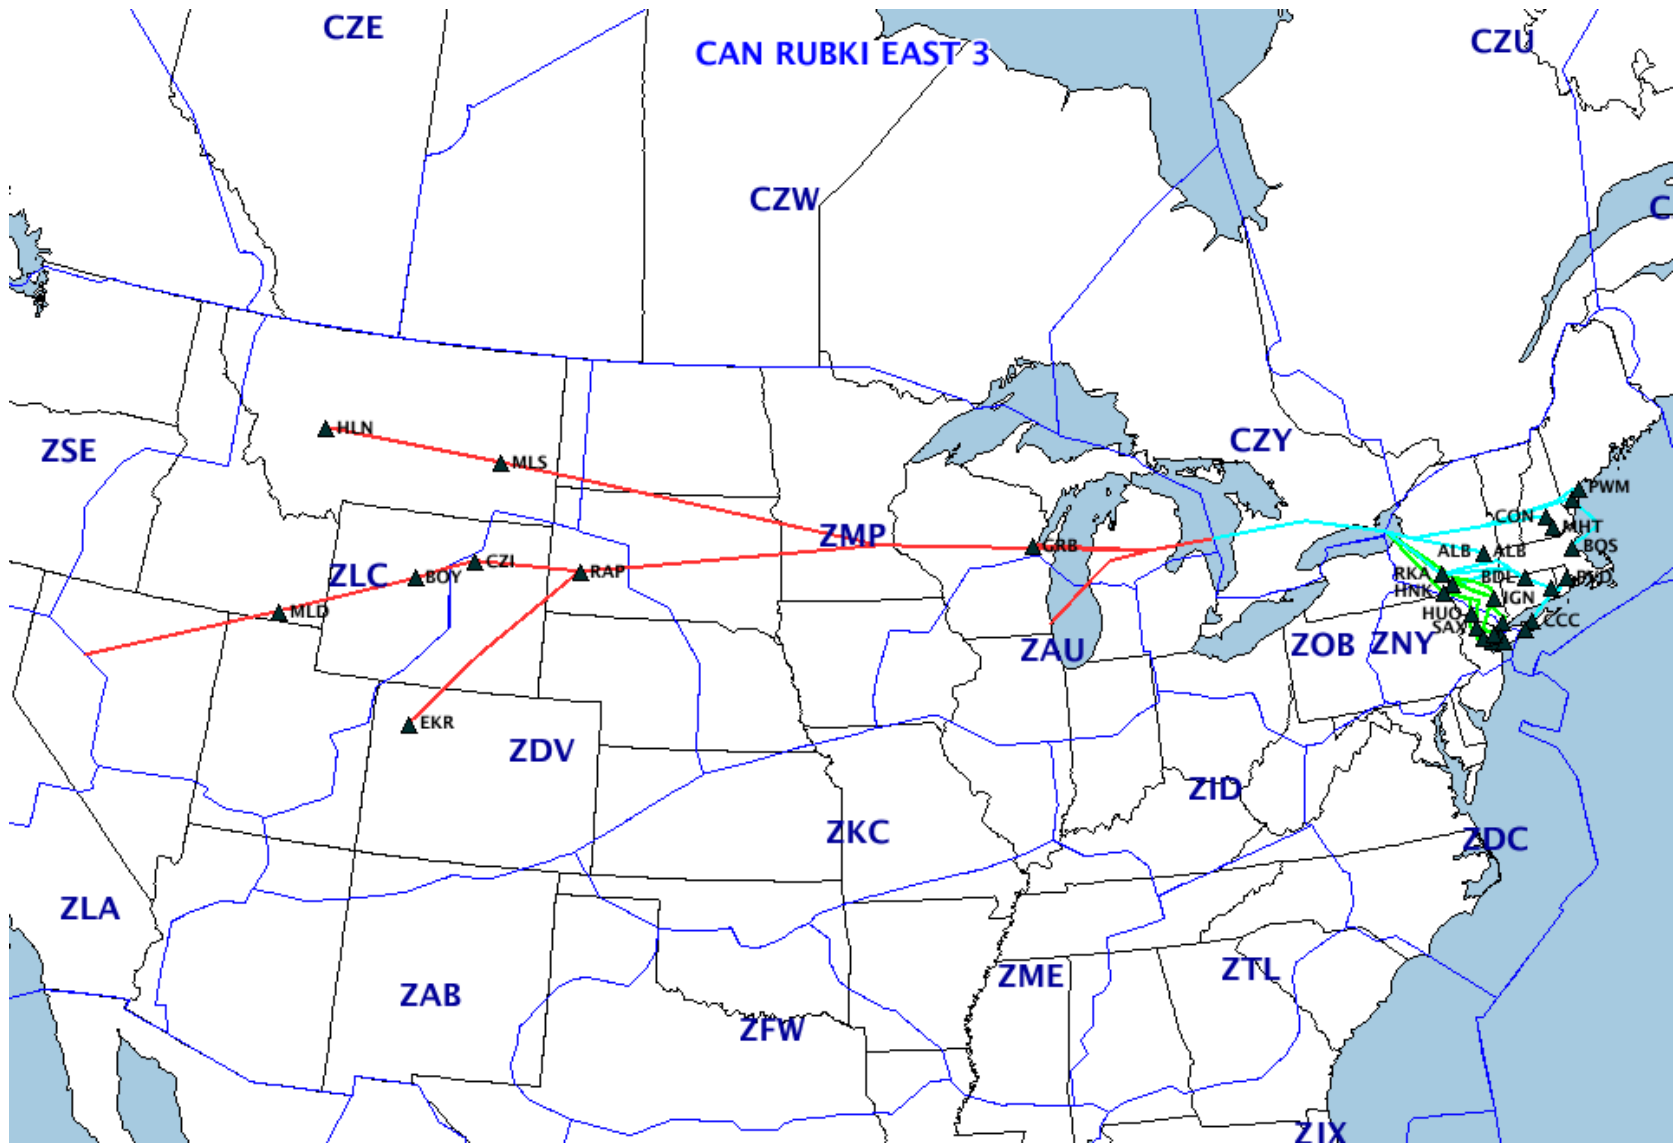 CZE
CAN RUBKI EAST 3
CZU
CZW
C
HLN
ZSE
MLS
CZY
PWM
CON
MHT
ZMP
GRB
ALB
ALB
BOS
CZI
ZLC
BOY
RAP
RKA
BDL
PVD
HNK
IGN
MLD
HUO
SAX
CCC
ZAU
ZOB
ZNY
EKR
ZDV
ZID
ZKC
ZDC
ZLA
ZAB
ZME
ZTL
ZFW
ZJX